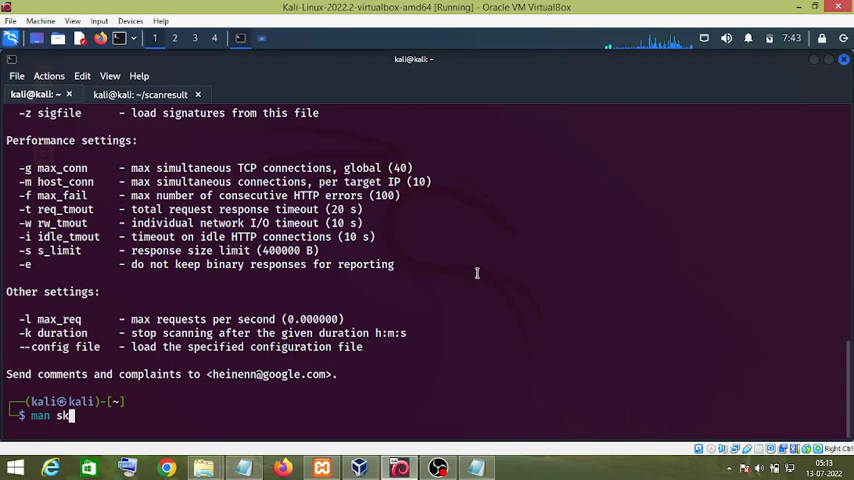 Kali-Linux-2022.2-virtualbox-amd64 [Running] - Oracle VM VirtualBox
File Machine View Input Devices Help
1 2 3 4 7:43
kali@kali: ~
File Actions Edit View Help
kali@kali: ~ × kali@kali: ~/scanresult ×
-z sigfile - load signatures from this file
Performance settings:
-g max_conn - max simultaneous TCP connections, global (40)
-m host_conn - max simultaneous connections, per target IP (10)
-f max_fail - max number of consecutive HTTP errors (100)
-t req_tmout - total request response timeout (20 s)
-w rw_tmout - individual network I/O timeout (10 s)
-i idle_tmout - timeout on idle HTTP connections (10 s)
-s s_limit - response size limit (400000 B)
-e - do not keep binary responses for reporting
Other settings:
-l max_req - max requests per second (0.000000)
-k duration - stop scanning after the given duration h:m:s
--config file - load the specified configuration file
Send comments and complaints to <heinenn@google.com>.
┌──(kali㉿kali)-[~]
└─$ man sk
Right Ctrl
05:13
13-07-2022